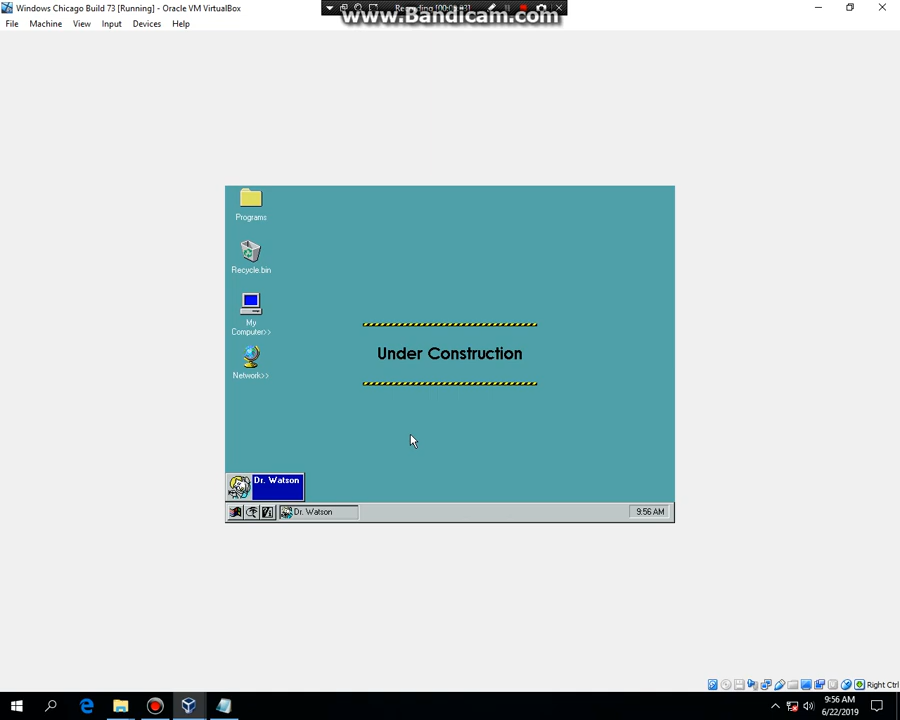 Windows Chicago Build 73 [Running] - Oracle VM VirtualBox
www.Bandicam.com
File Machine View Input Devices Help
Programs
Recycle.bin
My
Computer>>
Network>>
Under Construction
Dr. Watson
Dr. Watson
9:56 AM
Right Ctrl
9:56 AM
6/22/2019